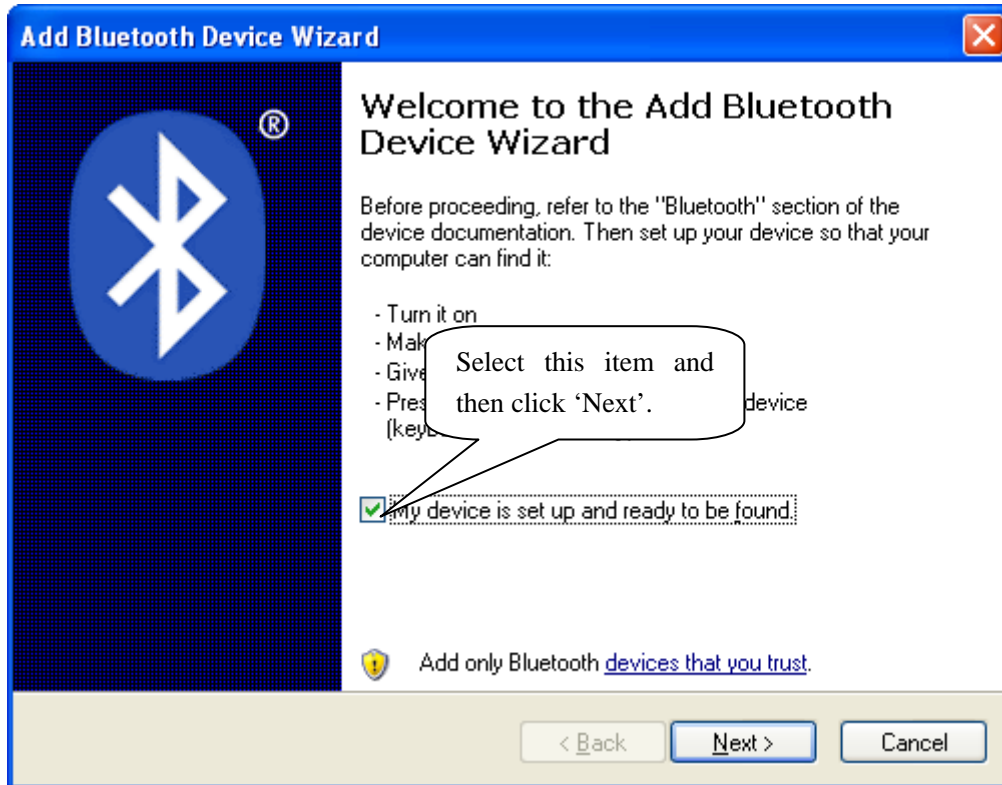 Add Bluetooth Device Wizard
®
Welcome to the Add Bluetooth
Device Wizard
Before proceeding, refer to the "Bluetooth" section of the
device documentation. Then set up your device so that your
computer can find it:
- Turn it on
- 
- 
- device
Select this item and
then click ‘Next’.
My device is set up and ready to be found.
Add only Bluetooth devices that you trust.
< Back
Next >
Cancel